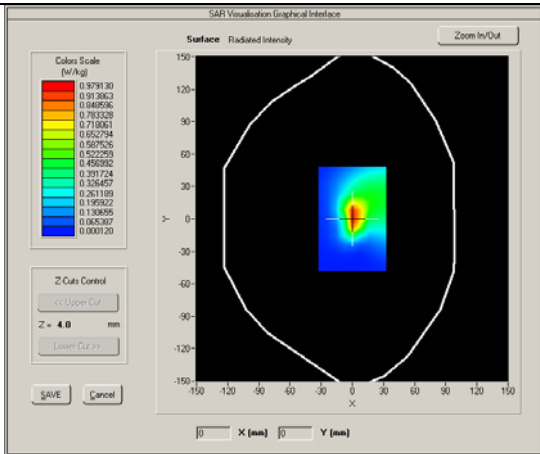 SAR Visualisation Graphical Interface
Surface Radiated Intensity
Zoom In/Out
Colors Scale
(W/kg)
0.979130
0.913863
0.848596
0.783328
0.718061
0.652794
0.587526
0.522259
0.456992
0.391724
0.326457
0.261189
0.195922
0.130655
0.065387
0.000120
Z-Cuts Control
<< Upper Cut
Z = 4.0 mm
Lower Cut >>
SAVE Cancel
150
120
90
60
30
0
-30
-60
-90
-120
-150
Y
-150 -120 -90 -60 -30 0 30 60 90 120 150
X
0 X (mm) 0 Y (mm)